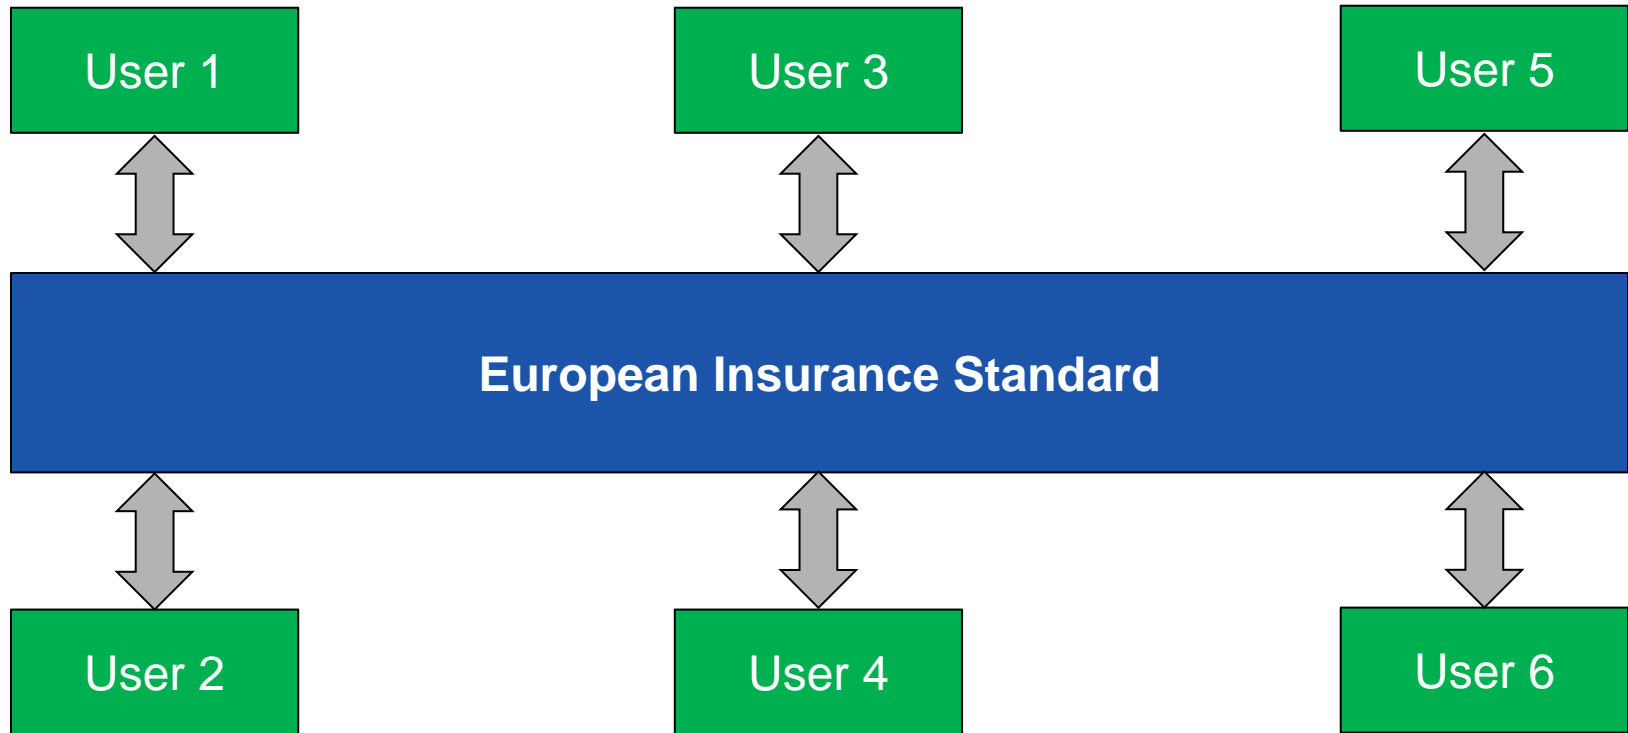 User 1
User 3
User 5
European Insurance Standard
User 2
User 4
User 6